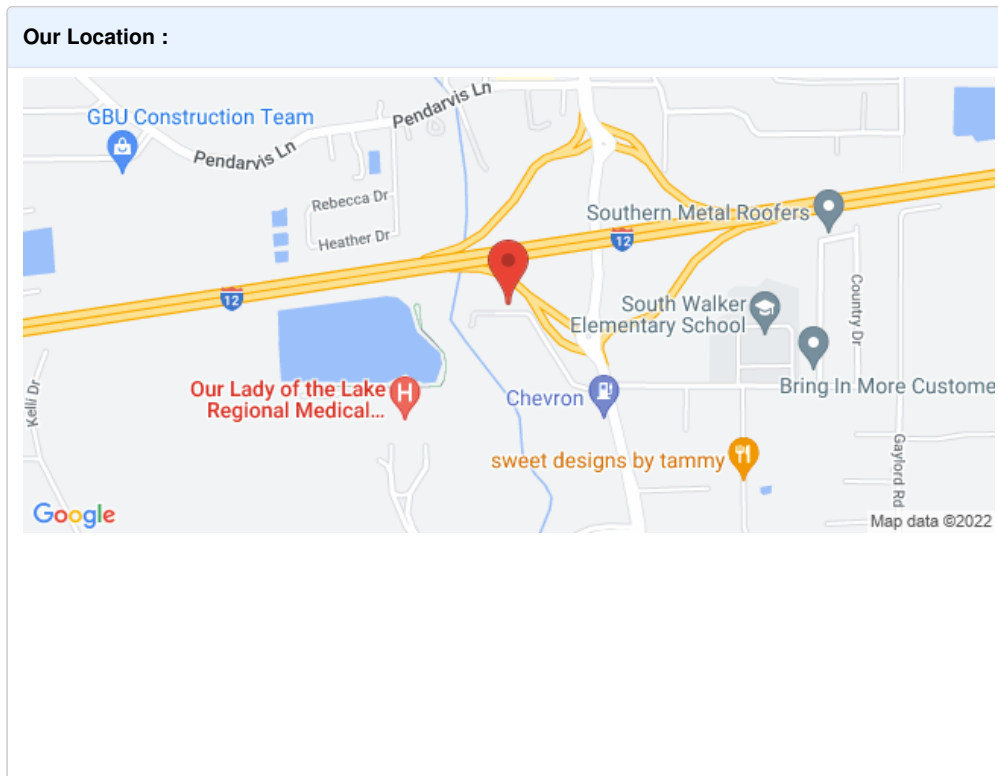 Our Location :
GBU Construction Team
Pendarvis Ln
Pendarvis Ln
Rebecca Dr
Heather Dr
Southern Metal Roofers
12
12
South Walker
Elementary School
Country Dr
Kelli Dr
Our Lady of the Lake
Regional Medical...
H
Chevron
Bring In More Custome
sweet designs by tammy
Gaylord Rd
Google
Map data ©2022